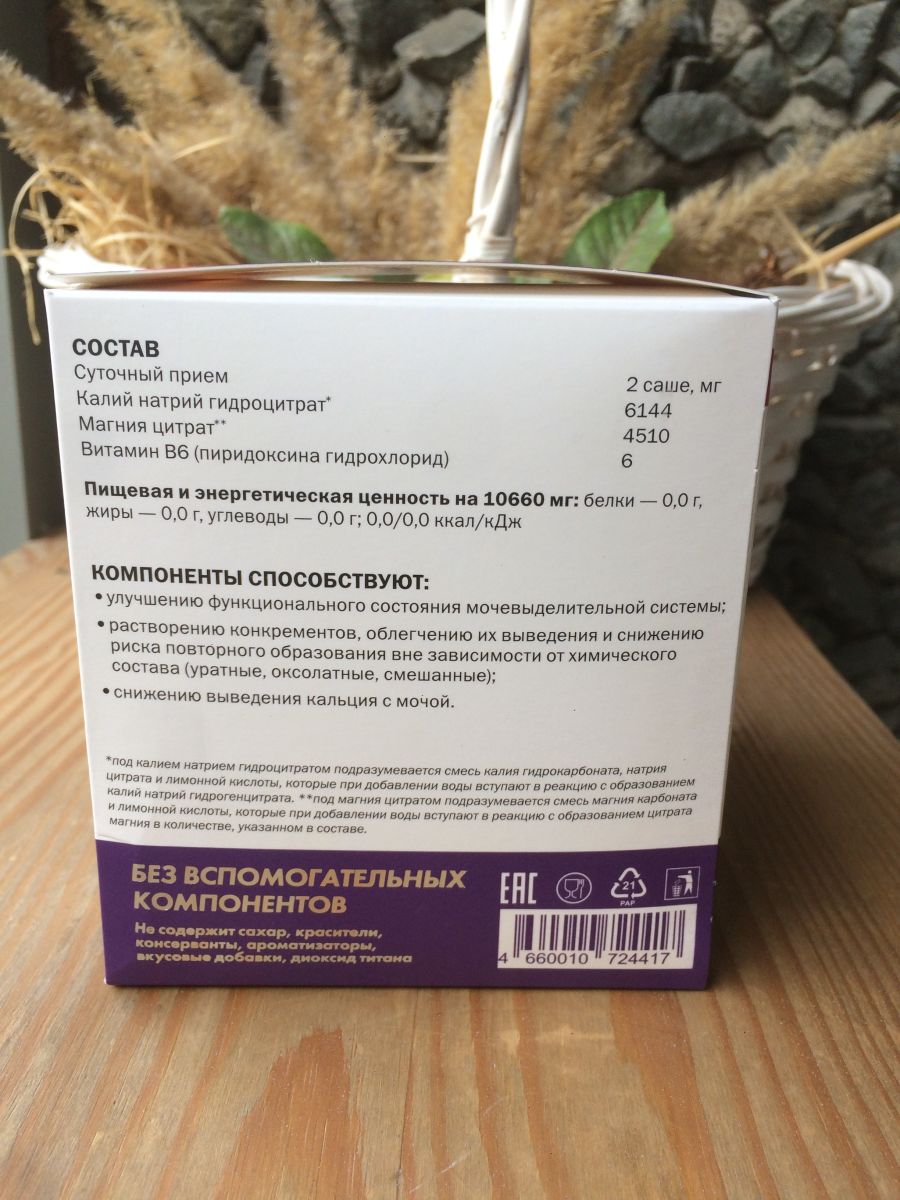 СОСТАВ
Суточный прием 2 саше, мг
Калий натрий гидроцитрат* 6144
Магния цитрат** 4510
Витамин В6 (пиридоксина гидрохлорид) 6
Пищевая и энергетическая ценность на 10660 мг: белки — 0,0 г,
жиры — 0,0 г, углеводы — 0,0 г; 0,0/0,0 ккал/кДж
КОМПОНЕНТЫ СПОСОБСТВУЮТ:
• улучшению функционального состояния мочевыделительной системы;
• растворению конкрементов, облегчению их выведения и снижению
риска повторного образования вне зависимости от химического
состава (уратные, оксолатные, смешанные);
• снижению выведения кальция с мочой.
*под калием натрием гидроцитратом подразумевается смесь калия гидрокарбоната, натрия
цитрата и лимонной кислоты, которые при добавлении воды вступают в реакцию с образованием
калий натрий гидрогенцитрата. **под магния цитратом подразумевается смесь магния карбоната
и лимонной кислоты, которые при добавлении воды вступают в реакцию с образованием цитрата
магния в количестве, указанном в составе.
БЕЗ ВСПОМОГАТЕЛЬНЫХ
КОМПОНЕНТОВ
Не содержит сахар, красители,
консерванты, ароматизаторы,
вкусовые добавки, диоксид титана
EAC
21
PAP
4 660010 724417